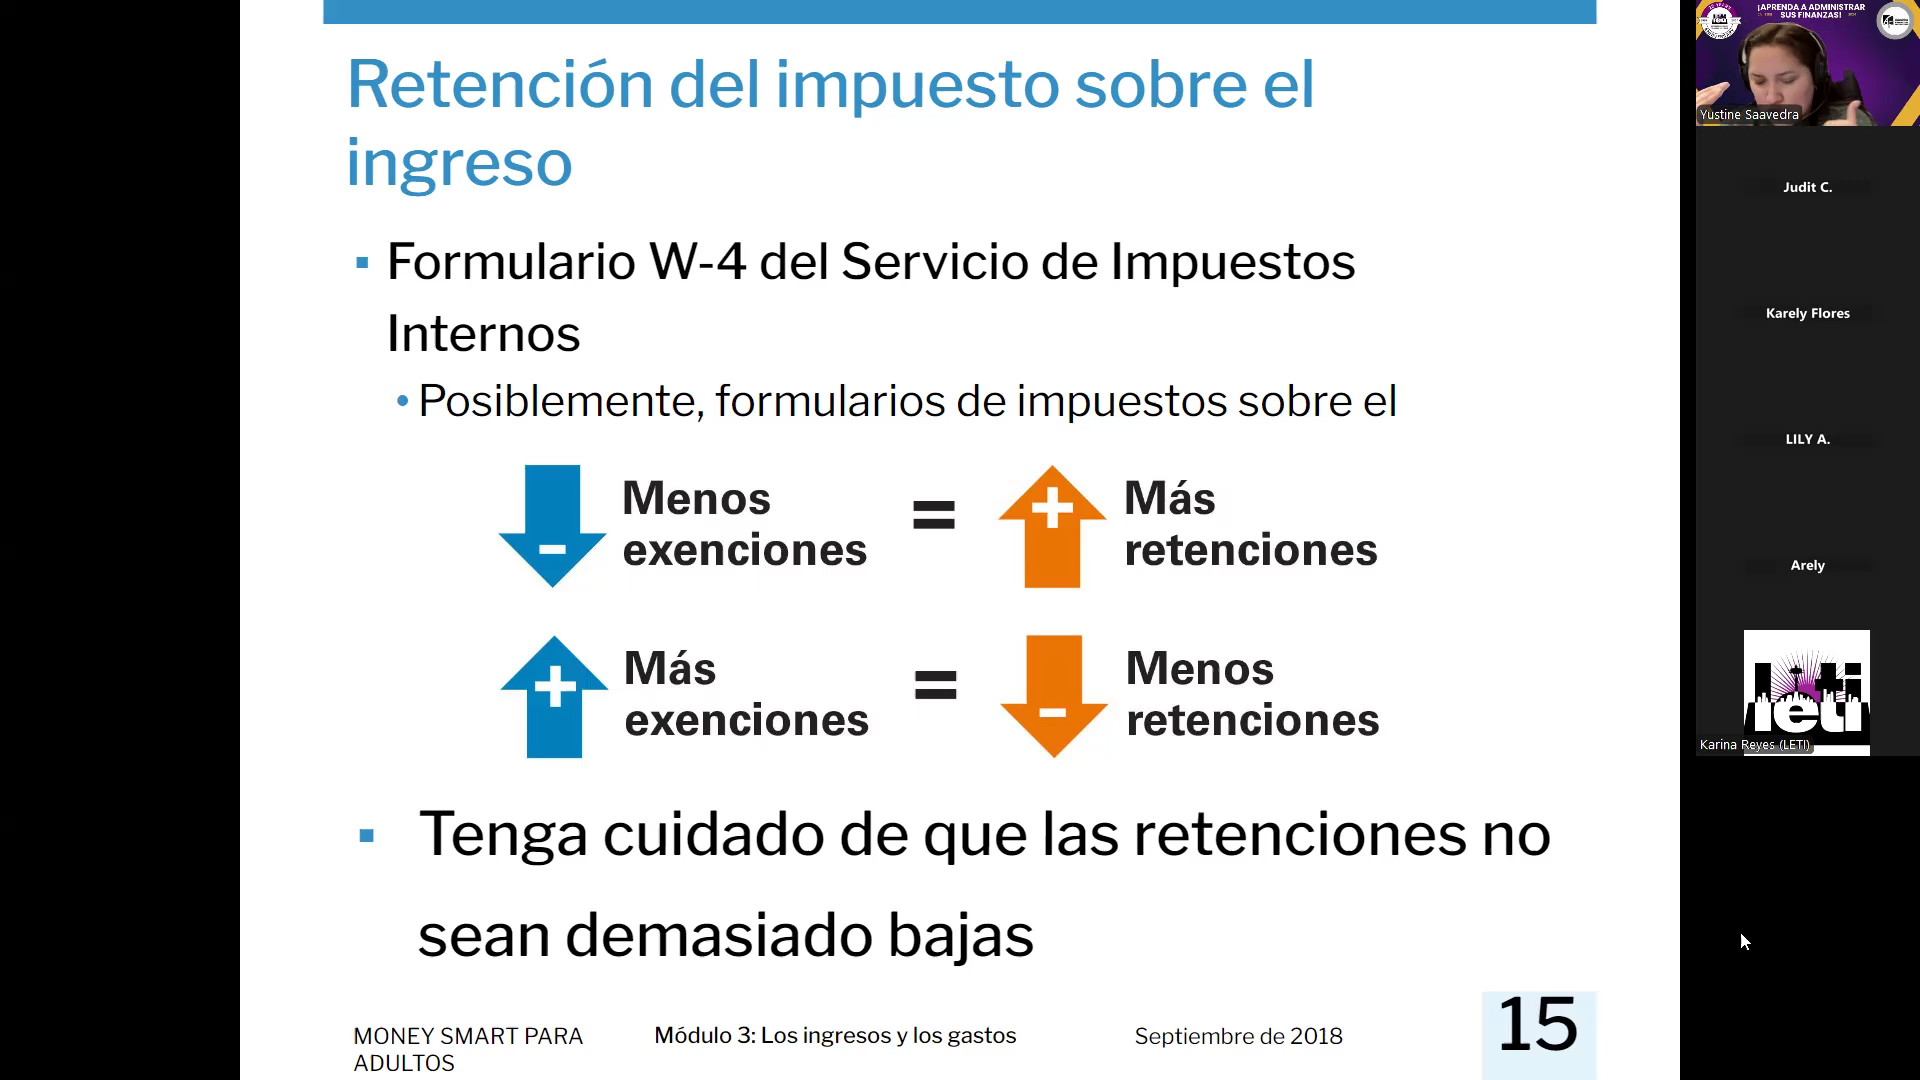 Retención del impuesto sobre el
ingreso
▪ Formulario W-4 del Servicio de Impuestos
Internos
• Posiblemente, formularios de impuestos sobre el
- Menos
exenciones
=
+ Más
retenciones
+ Más
exenciones
=
- Menos
retenciones
▪ Tenga cuidado de que las retenciones no
sean demasiado bajas
MONEY SMART PARA
ADULTOS
Módulo 3: Los ingresos y los gastos
Septiembre de 2018
15
¡APRENDA A ADMINISTRAR
SUS FINANZAS!
Yustine Saavedra
Judit C.
Karely Flores
LILY A.
Arely
leti
leti
Karina Reyes (LETI)